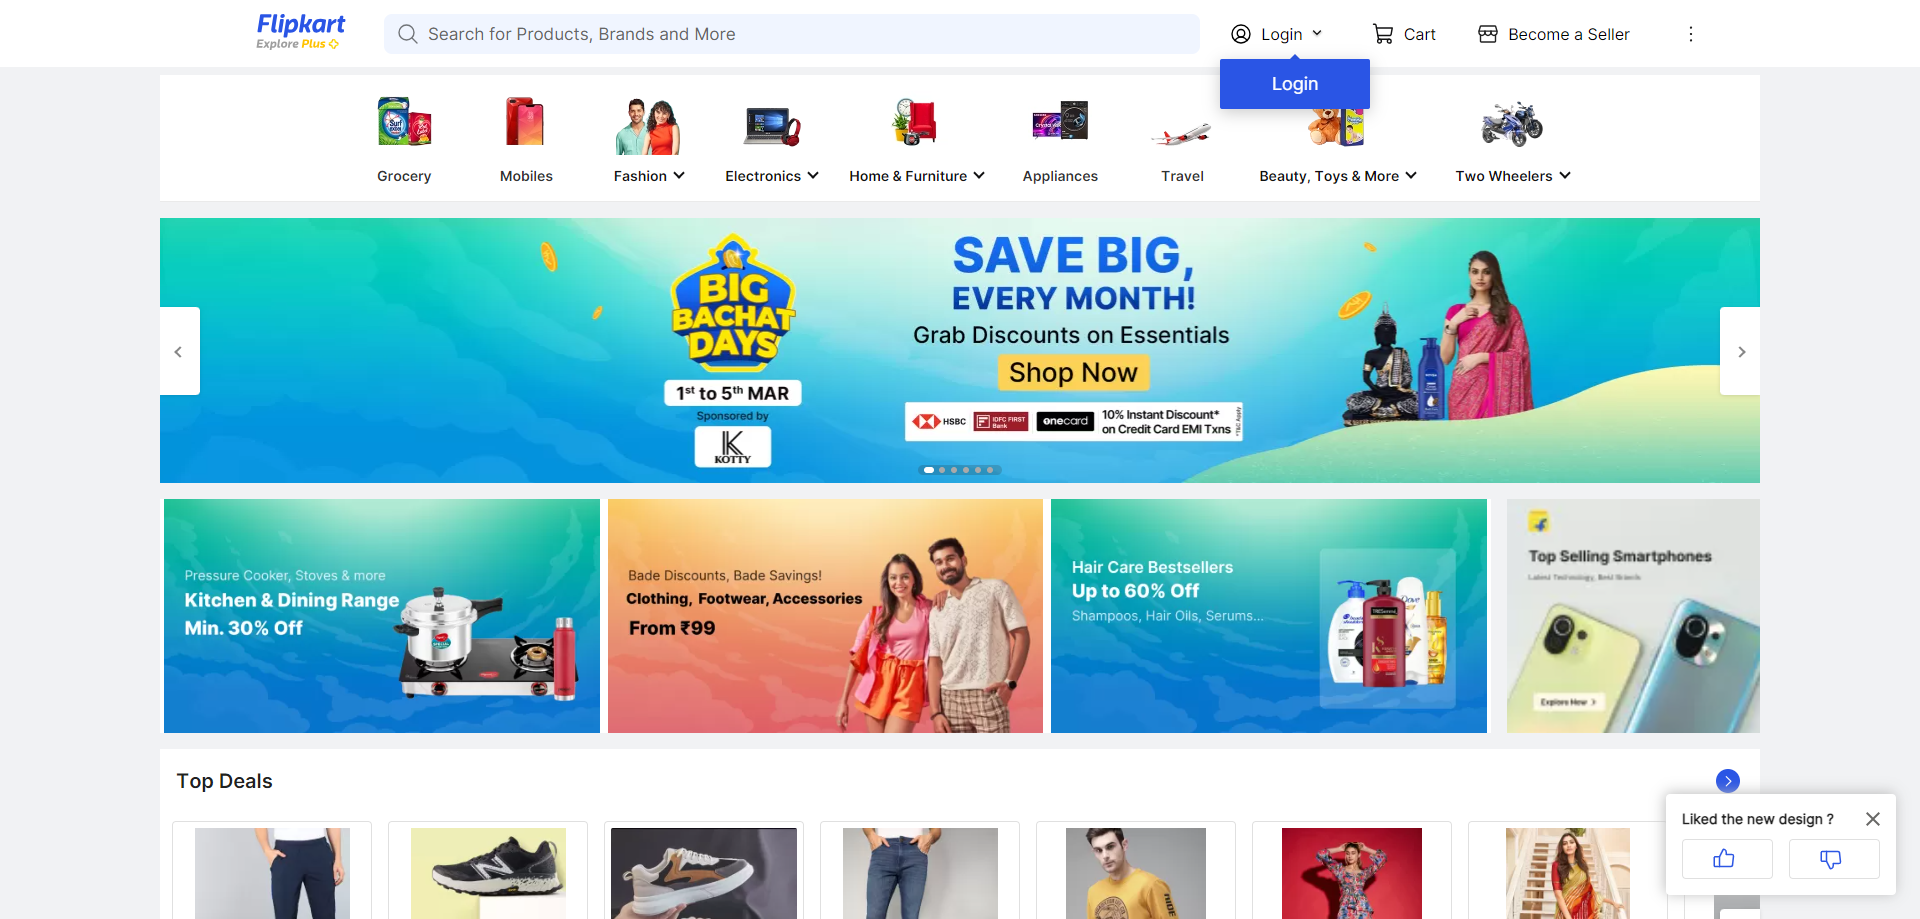 Flipkart
Explore Plus
Search for Products, Brands and More
Login
Cart
Become a Seller
Login
Grocery
Mobiles
Fashion
Electronics
Home & Furniture
Appliances
Travel
Beauty, Toys & More
Two Wheelers
BIG
BACHAT
DAYS
1st to 5th MAR
Sponsored by
K
KOTTY
SAVE BIG,
EVERY MONTH!
Grab Discounts on Essentials
Shop Now
HSBC
IDFC FIRST
Bank
onecard
10% Instant Discount*
on Credit Card EMI Txns
*T&C Apply
Pressure Cooker, Stoves & more
Kitchen & Dining Range
Min. 30% Off
Bade Discounts, Bade Savings!
Clothing, Footwear, Accessories
From ₹99
Hair Care Bestsellers
Up to 60% Off
Shampoos, Hair Oils, Serums...
Dove
Top Selling Smartphones
Latest Technology, Best Brands
Explore Now >
Top Deals
Liked the new design ?